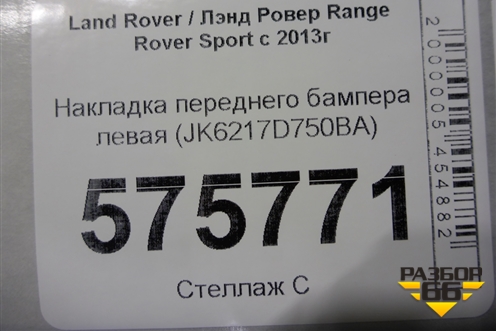 Land Rover / Лэнд Ровер Range
Rover Sport с 2013г
Накладка переднего бампера
левая (JK6217D750BA)
575771
Стеллаж С
2000005454882
РАЗБОР
66